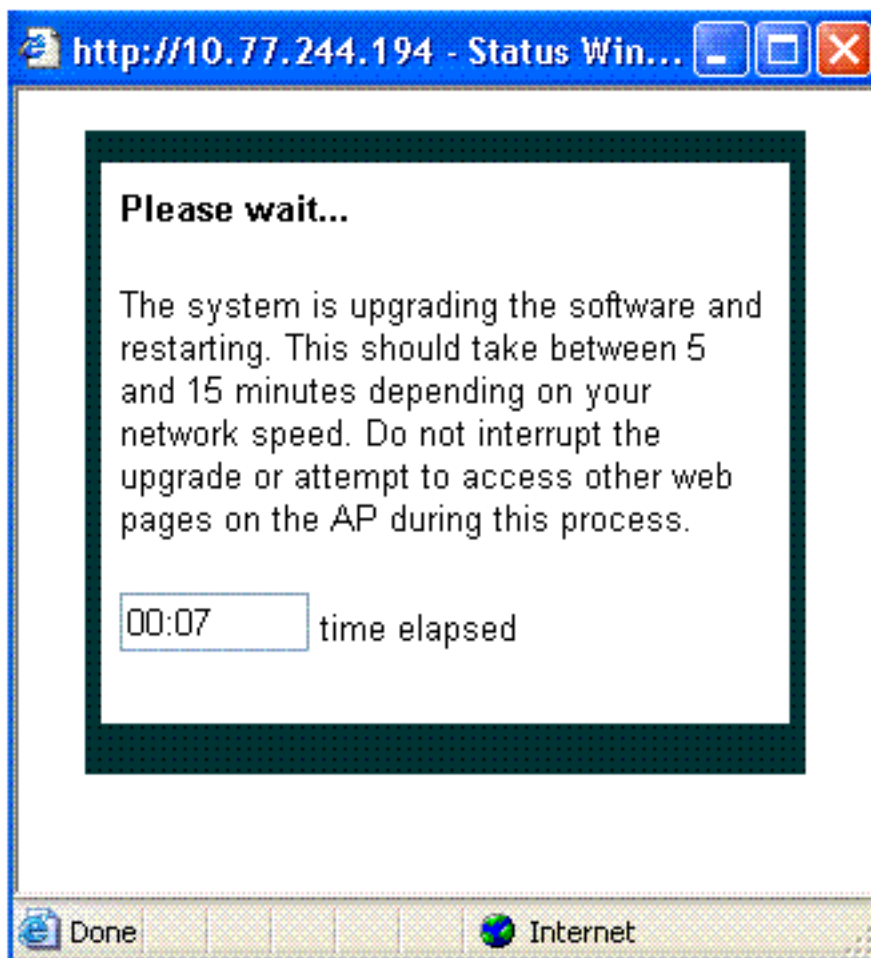 http://10.77.244.194 - Status Win...
Please wait...
The system is upgrading the software and
restarting. This should take between 5
and 15 minutes depending on your
network speed. Do not interrupt the
upgrade or attempt to access other web
pages on the AP during this process.
00:07 time elapsed
Done Internet